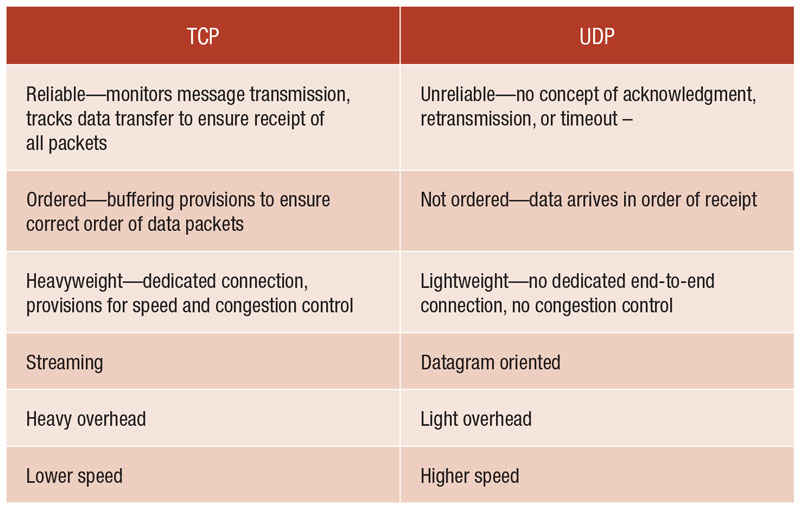 TCP
UDP
Reliable—monitors message transmission,
tracks data transfer to ensure receipt of
all packets
Unreliable—no concept of acknowledgment,
retransmission, or timeout –
Ordered—buffering provisions to ensure
correct order of data packets
Not ordered—data arrives in order of receipt
Heavyweight—dedicated connection,
provisions for speed and congestion control
Lightweight—no dedicated end-to-end
connection, no congestion control
Streaming
Datagram oriented
Heavy overhead
Light overhead
Lower speed
Higher speed